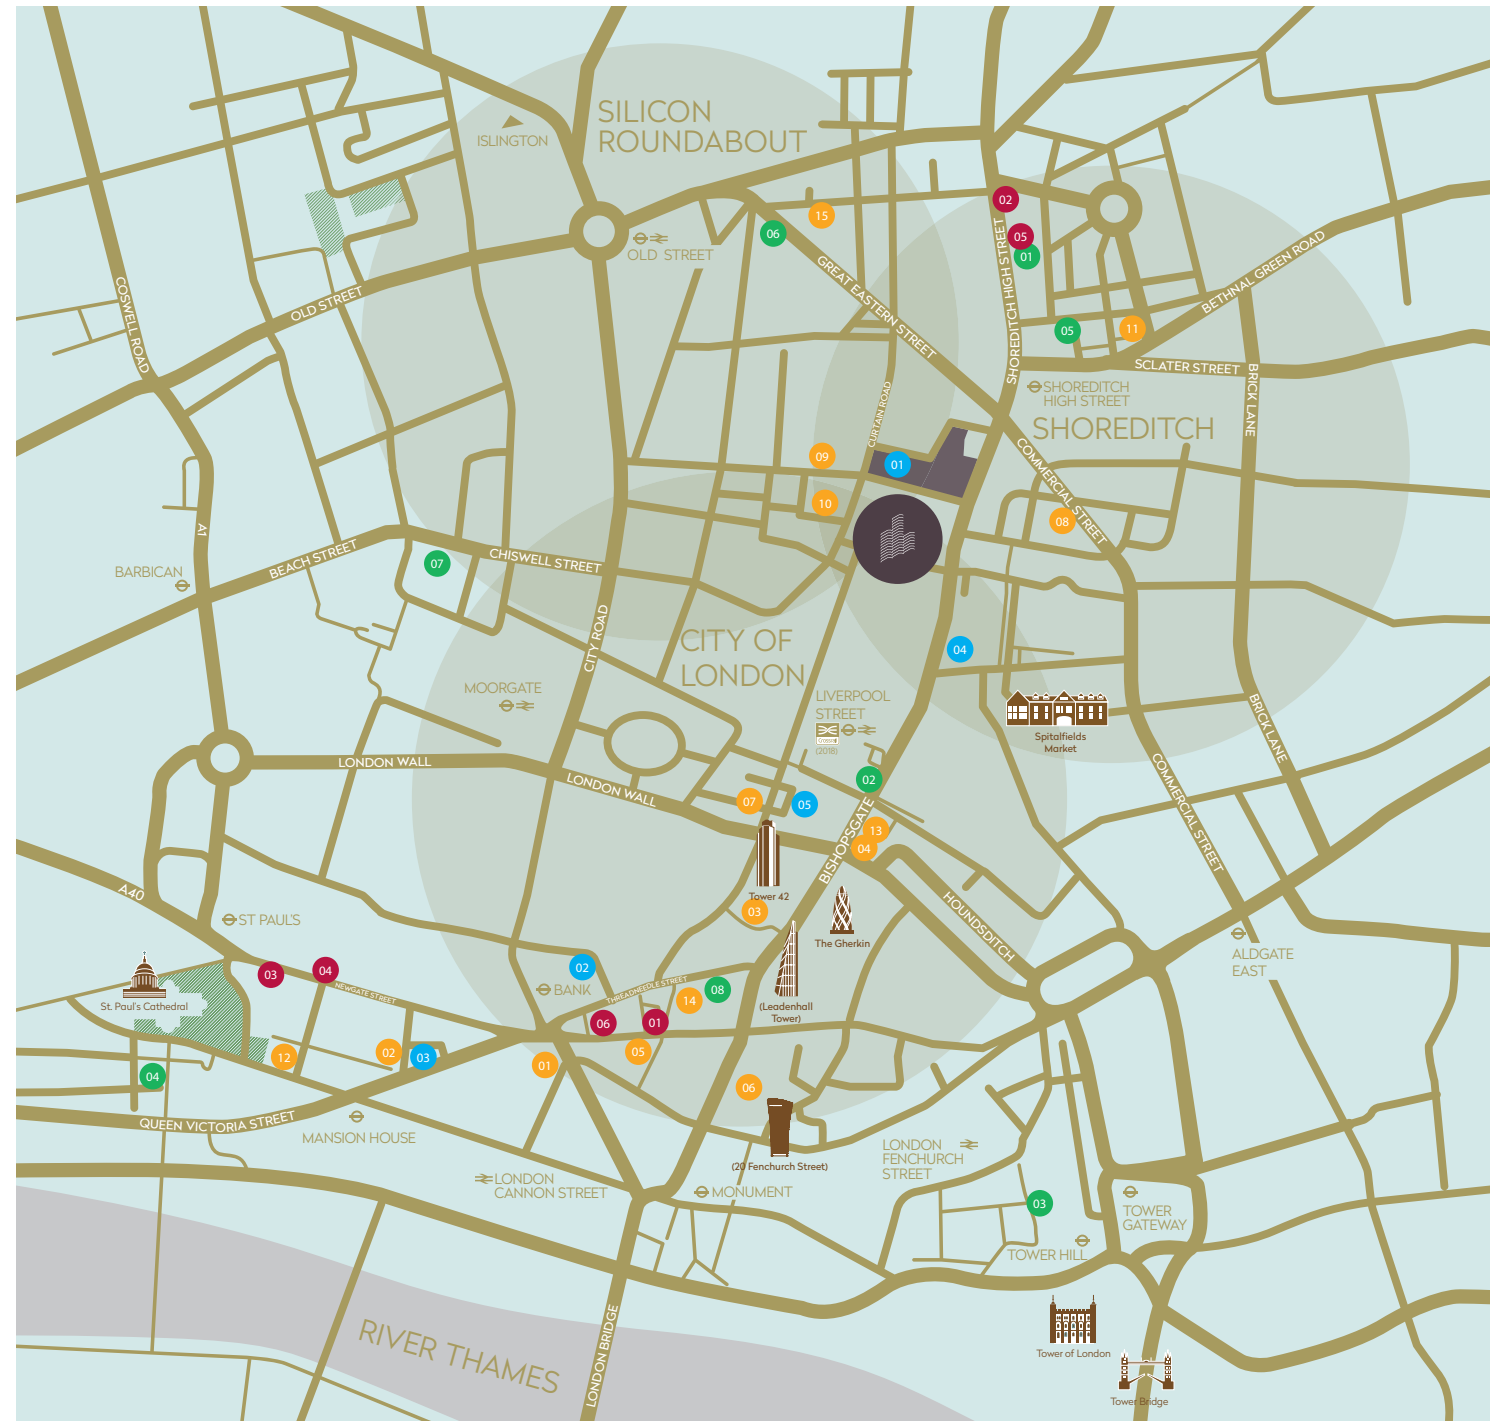 SILICON
ROUNDABOUT
ISLINGTON
02
15
06
05
01
OLD STREET
GREAT EASTERN STREET
SHOREDITCH HIGH STREET
BETHNAL GREEN ROAD
COSWELL ROAD
OLD STREET
05
11
SCLATER STREET
BRICK LANE
SHOREDITCH
HIGH STREET
SHOREDITCH
CURTAIN ROAD
COMMERCIAL STREET
09
01
10
08
A1
BEACH STREET
CHISWELL STREET
07
BARBICAN
CITY ROAD
CITY OF
LONDON
04
MOORGATE
LIVERPOOL
STREET
Crossrail
(2018)
Spitalfields
Market
BRICK LANE
COMMERCIAL STREET
LONDON WALL
LONDON WALL
02
07
05
13
04
BISHOPSGATE
Tower 42
03
The Gherkin
HOUNDSDITCH
A40
ST PAUL'S
ALDGATE
EAST
03
04
02
NEWGATE STREET
BANK
THREADNEEDLE STREET
08
14
St. Paul's Cathedral
(Leadenhall
Tower)
06
01
12
02
03
01
05
04
06
QUEEN VICTORIA STREET
MANSION HOUSE
(20 Fenchurch Street)
LONDON
FENCHURCH
STREET
LONDON
CANNON STREET
MONUMENT
03
TOWER
GATEWAY
TOWER HILL
RIVER THAMES
LONDON BRIDGE
Tower of London
Tower Bridge